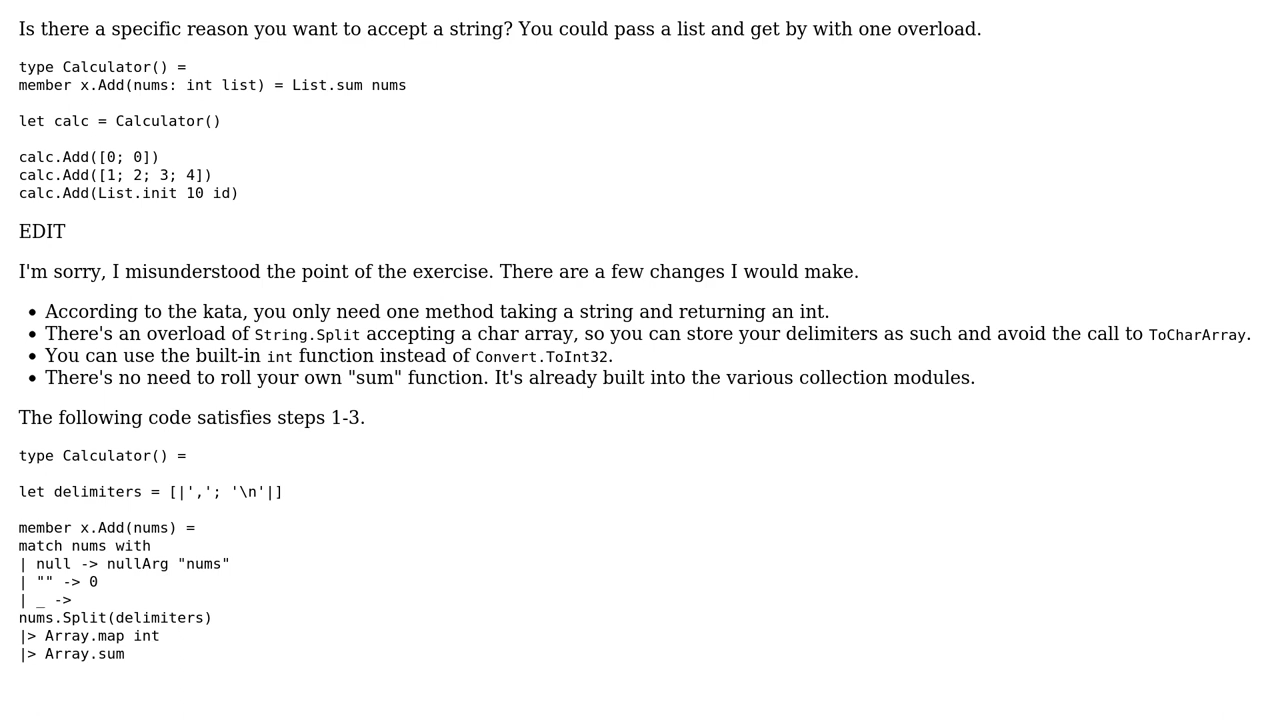 Is there a specific reason you want to accept a string? You could pass a list and get by with one overload.
type Calculator() =
member x.Add(nums: int list) = List.sum nums
let calc = Calculator()
calc.Add([0; 0])
calc.Add([1; 2; 3; 4])
calc.Add(List.init 10 id)
EDIT
I'm sorry, I misunderstood the point of the exercise. There are a few changes I would make.
• According to the kata, you only need one method taking a string and returning an int.
• There's an overload of String.Split accepting a char array, so you can store your delimiters as such and avoid the call to ToCharArray.
• You can use the built-in int function instead of Convert.ToInt32.
• There's no need to roll your own "sum" function. It's already built into the various collection modules.
The following code satisfies steps 1-3.
type Calculator() =
let delimiters = [|','; '\n'|]
member x.Add(nums) =
match nums with
| null -> nullArg "nums"
| "" -> 0
| _ ->
nums.Split(delimiters)
|> Array.map int
|> Array.sum